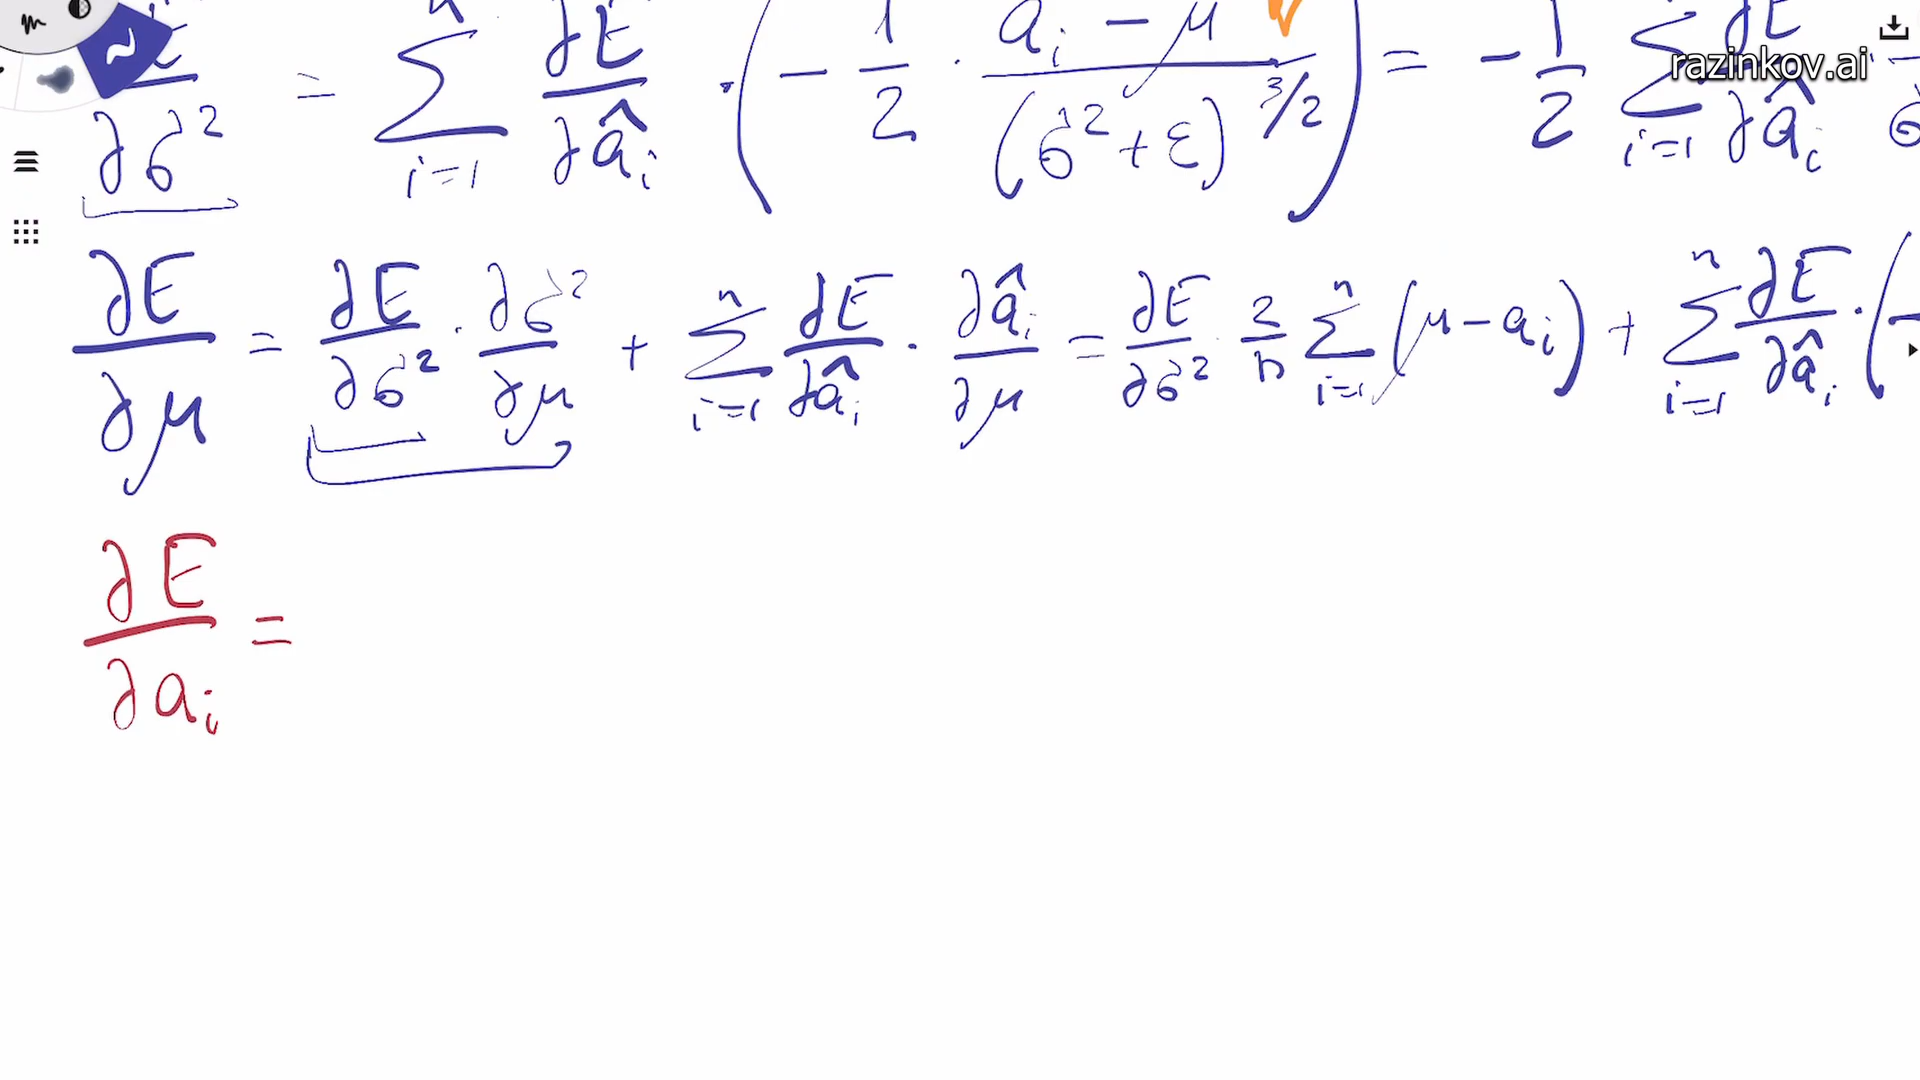 ∂E/∂σ² = Σ_{i=1} ∂E/∂â_i · (− 1/2 · (a_i − μ)/(σ² + ε)^{3/2}) = − 1/2 Σ_{i=1} ∂E/∂â_i
razinkov.ai
∂E/∂μ = ∂E/∂σ² · ∂σ²/∂μ + Σ_{i=1}^{n} ∂E/∂â_i · ∂â_i/∂μ = ∂E/∂σ² · 2/n Σ_{i=1}^{n} (μ − a_i) + Σ_{i=1}^{n} ∂E/∂â_i · (−
∂E/∂a_i =